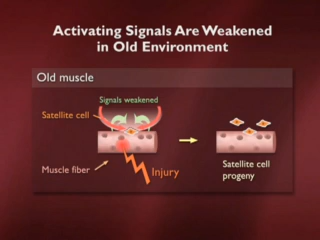 Activating Signals Are Weakened
in Old Environment
Old muscle
Signals weakened
Satellite cell
Muscle fiber
Injury
Satellite cell
progeny